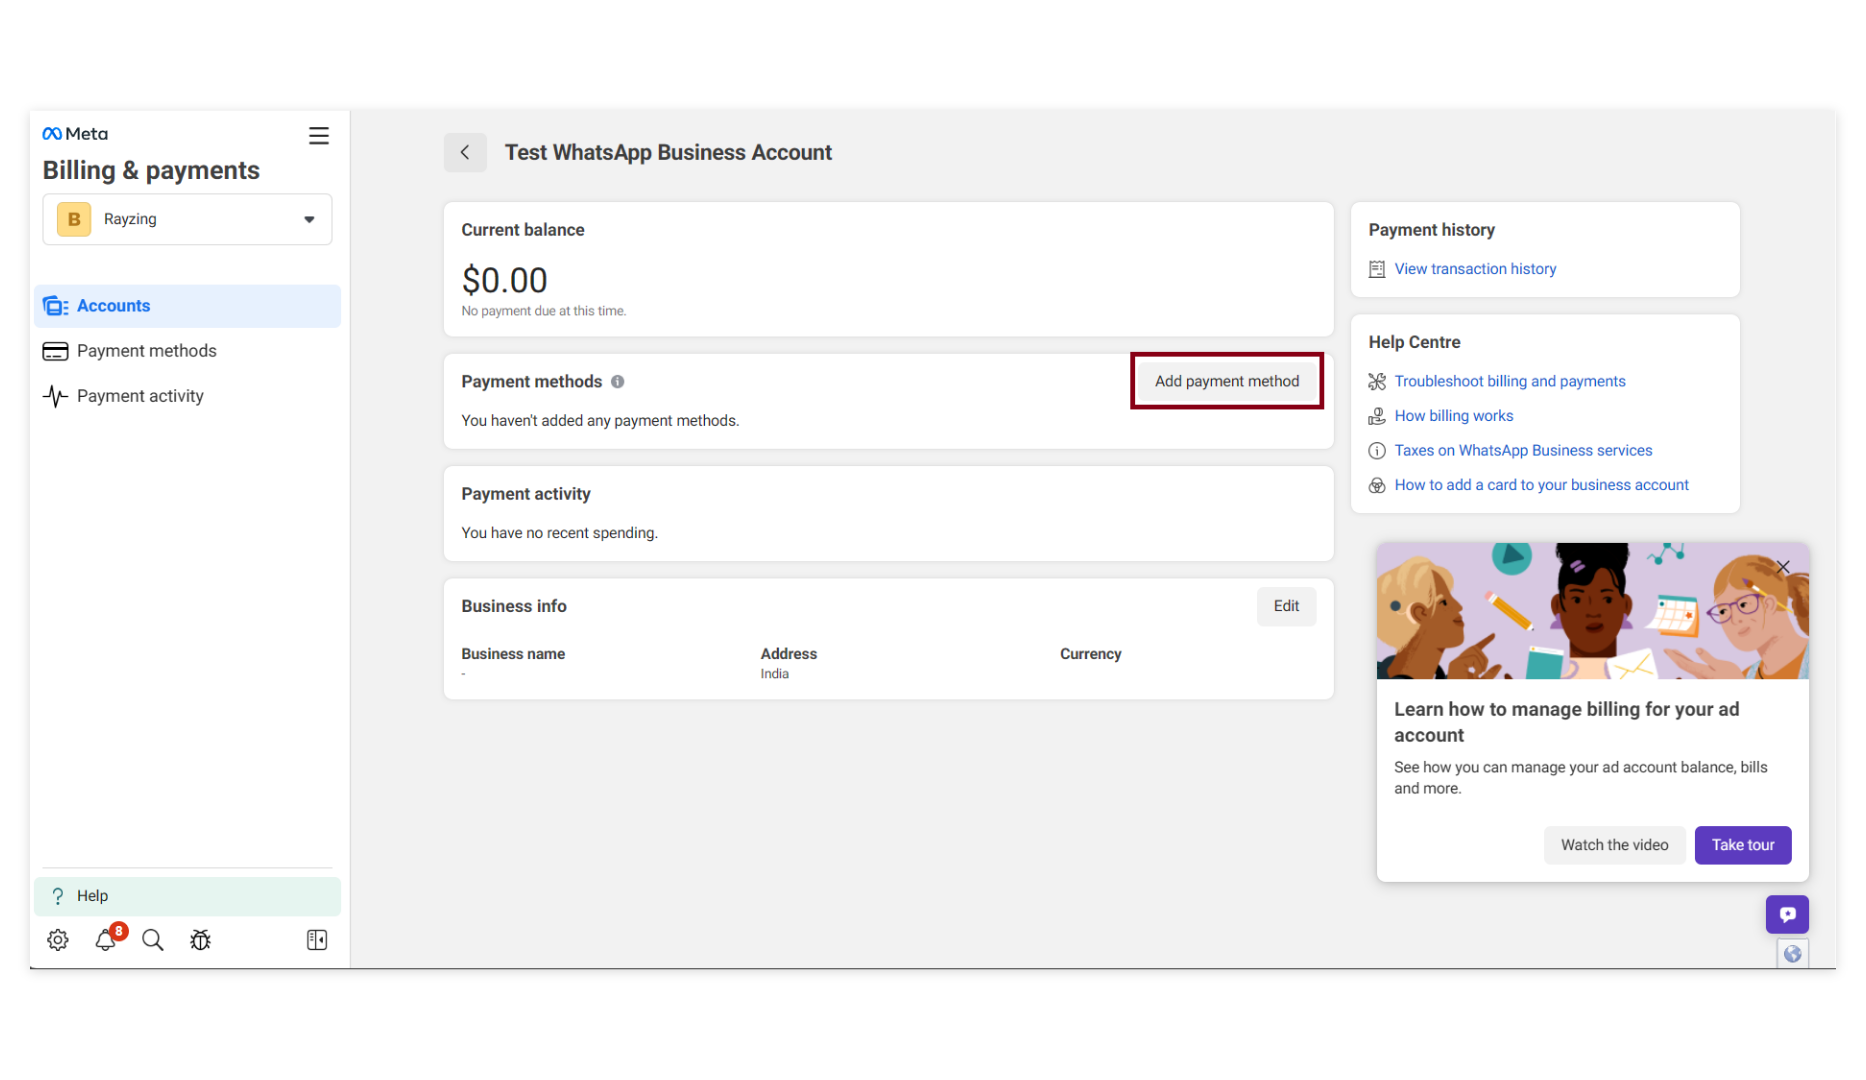 Meta
Billing & payments
B Rayzing
Accounts
Payment methods
Payment activity
Help
8
Test WhatsApp Business Account
Current balance
$0.00
No payment due at this time.
Payment methods
Add payment method
You haven't added any payment methods.
Payment activity
You have no recent spending.
Business info
Edit
Business name Address Currency
- India
Payment history
View transaction history
Help Centre
Troubleshoot billing and payments
How billing works
Taxes on WhatsApp Business services
How to add a card to your business account
Learn how to manage billing for your ad
account
See how you can manage your ad account balance, bills
and more.
Watch the video Take tour